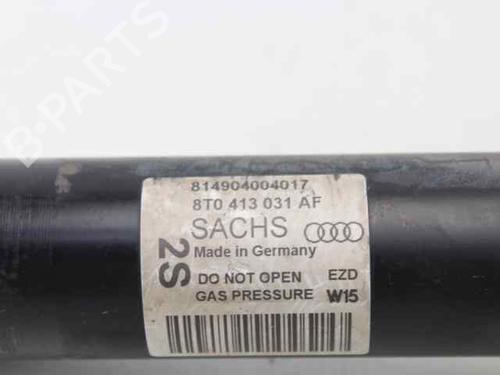 B-PARTS
814904004017
8T0 413 031 AF
SACHS
Made in Germany
2S
DO NOT OPEN EZD
GAS PRESSURE W15